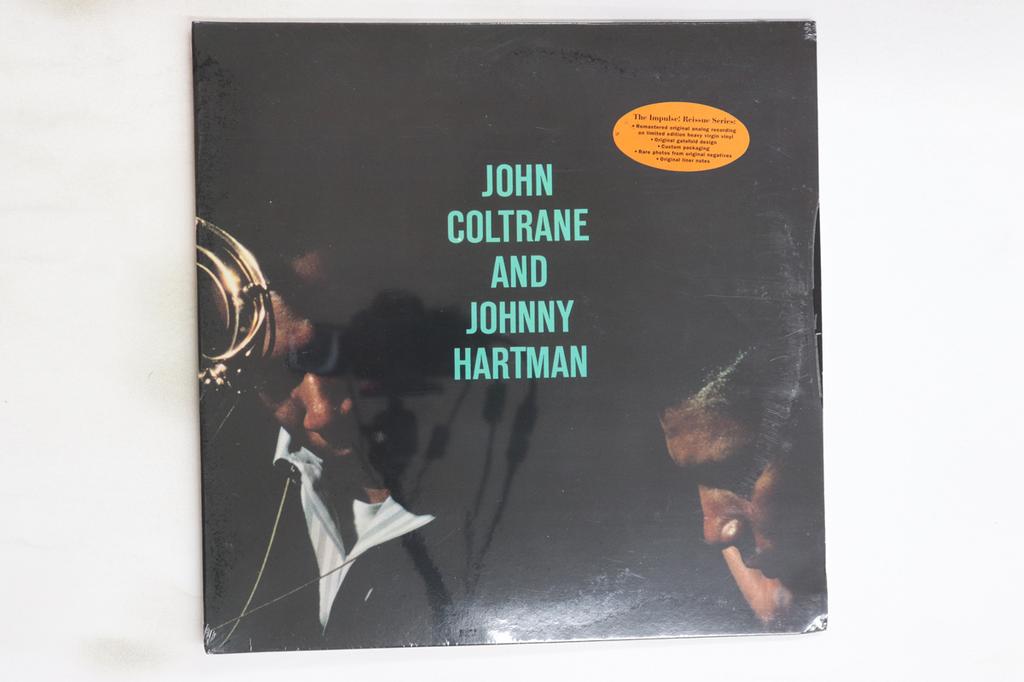 The Impulse! Reissue Series:
• Remastered original analog recording
on limited edition heavy virgin vinyl
• Original gatefold design
• Custom packaging
• Rare photos from original negatives
• Original liner notes
JOHN
COLTRANE
AND
JOHNNY
HARTMAN